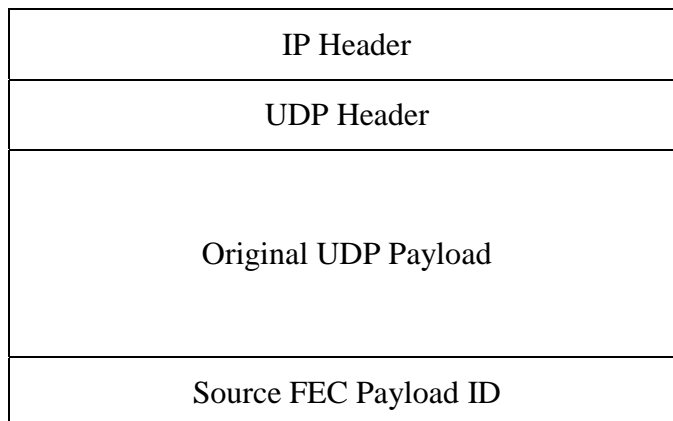 IP Header
UDP Header
Original UDP Payload
Source FEC Payload ID